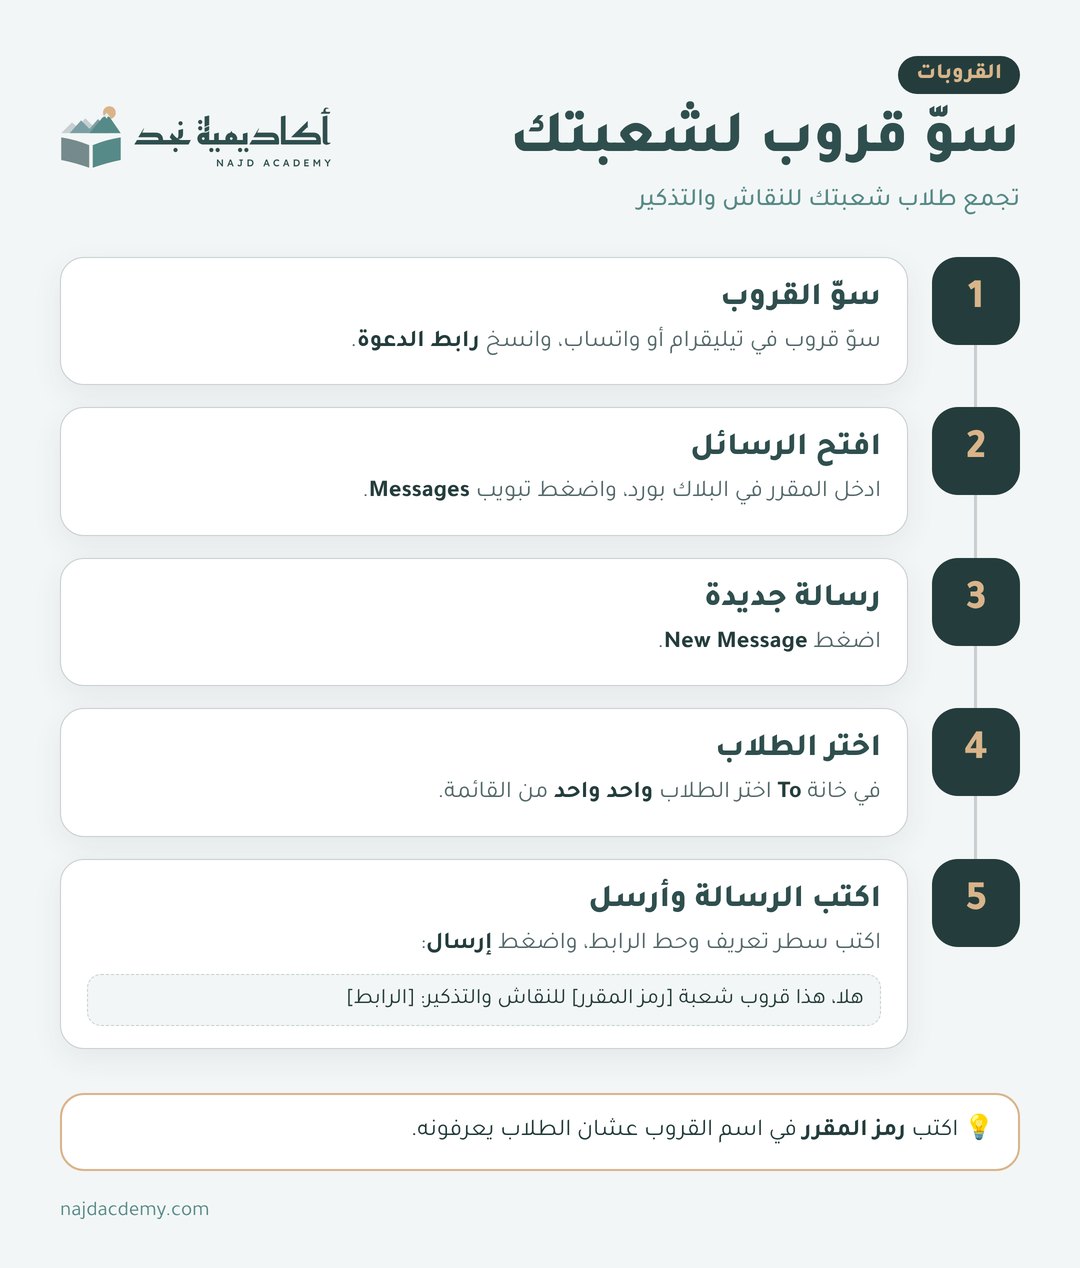 القروبات
سوّ قروب لشعبتك
تجمع طلاب شعبتك للنقاش والتذكير
أكاديمية نجد
NAJD ACADEMY
1
سوّ القروب
سوّ قروب في تيليقرام أو واتساب، وانسخ رابط الدعوة.
2
افتح الرسائل
ادخل المقرر في البلاك بورد، واضغط تبويب Messages.
3
رسالة جديدة
اضغط New Message.
4
اختر الطلاب
في خانة To اختر الطلاب واحد واحد من القائمة.
5
اكتب الرسالة وأرسل
اكتب سطر تعريف وحط الرابط، واضغط إرسال:
هلا، هذا قروب شعبة [رمز المقرر] للنقاش والتذكير: [الرابط]
💡 اكتب رمز المقرر في اسم القروب عشان الطلاب يعرفونه.
najdacdemy.com